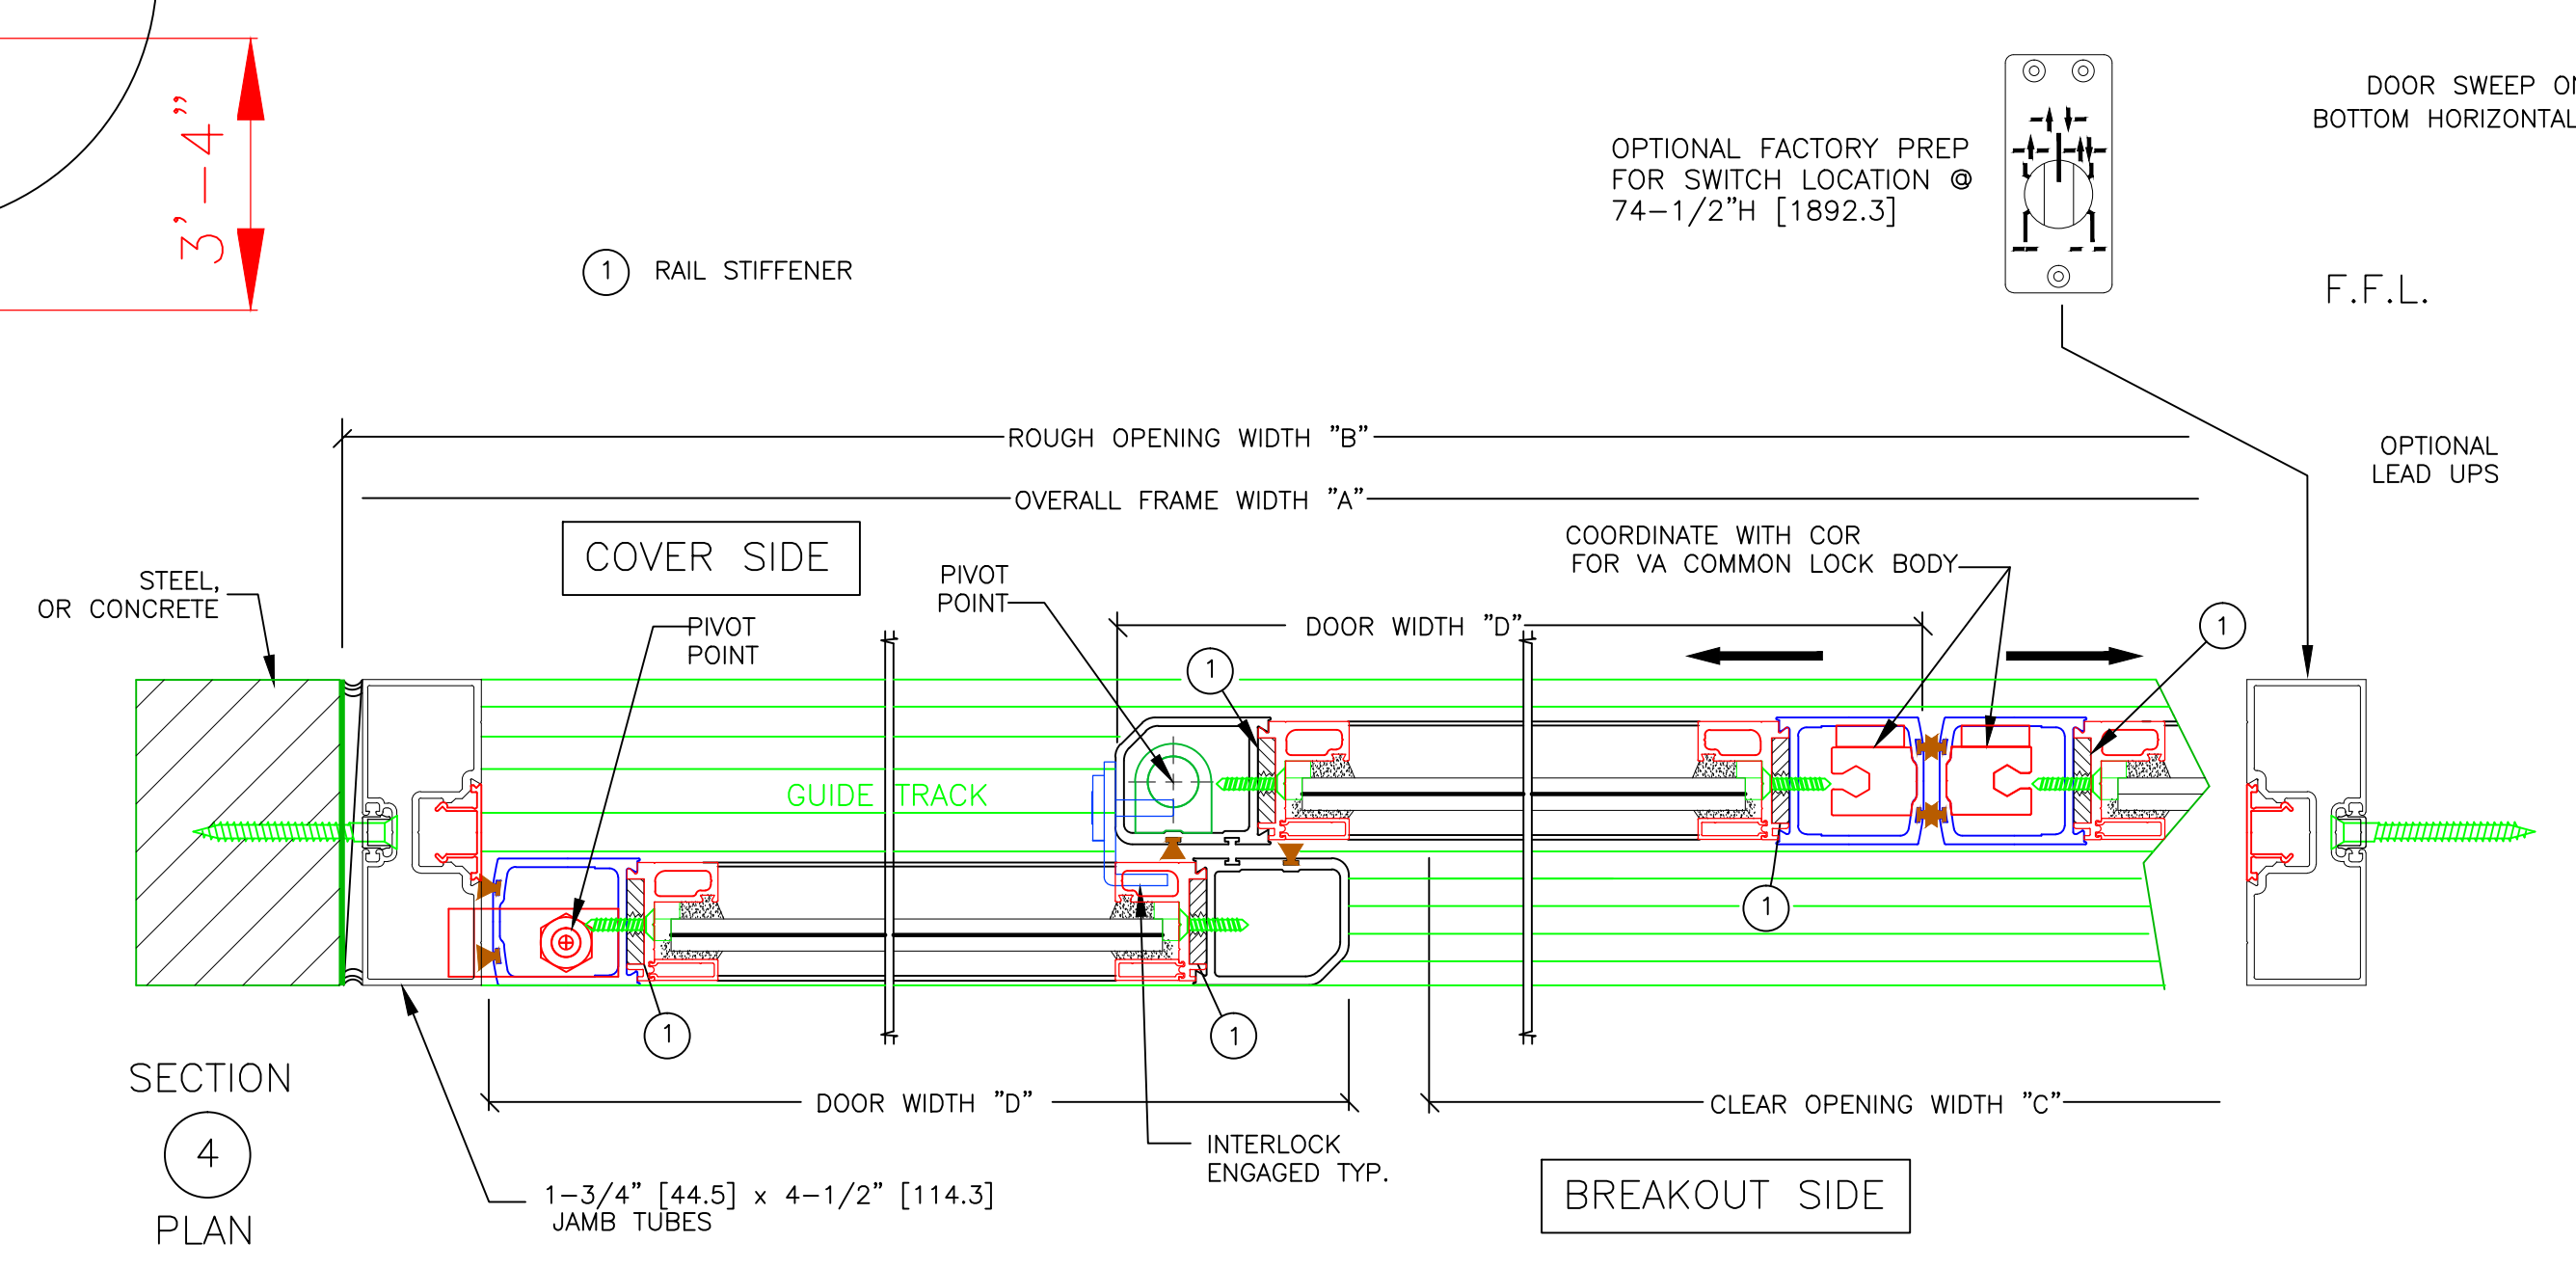 3'-4"
DOOR SWEEP ON
BOTTOM HORIZONTAL
OPTIONAL FACTORY PREP
FOR SWITCH LOCATION @
74-1/2"H [1892.3]
1 RAIL STIFFENER
F.F.L.
ROUGH OPENING WIDTH "B"
OPTIONAL
LEAD UPS
OVERALL FRAME WIDTH "A"
COVER SIDE
COORDINATE WITH COR
FOR VA COMMON LOCK BODY
STEEL,
OR CONCRETE
PIVOT
POINT
PIVOT
POINT
DOOR WIDTH "D"
1
1
GUIDE TRACK
1
1
1
SECTION
4
PLAN
DOOR WIDTH "D"
CLEAR OPENING WIDTH "C"
INTERLOCK
ENGAGED TYP.
1-3/4" [44.5] x 4-1/2" [114.3]
JAMB TUBES
BREAKOUT SIDE